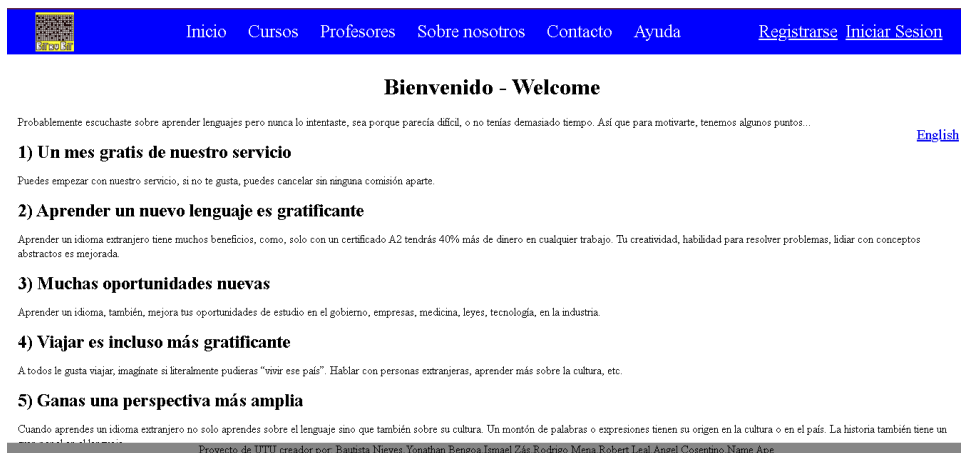 Inicio Cursos Profesores Sobre nosotros Contacto Ayuda Registrarse Iniciar Sesion
Bienvenido - Welcome
Probablemente escuchaste sobre aprender lenguajes pero nunca lo intentaste, sea porque parecía difícil, o no tenías demasiado tiempo. Así que para motivarte, tenemos algunos puntos...
English
1) Un mes gratis de nuestro servicio
Puedes empezar con nuestro servicio, si no te gusta, puedes cancelar sin ninguna comisión aparte.
2) Aprender un nuevo lenguaje es gratificante
Aprender un idioma extranjero tiene muchos beneficios, como, solo con un certificado A2 tendrás 40% más de dinero en cualquier trabajo. Tu creatividad, habilidad para resolver problemas, lidiar con conceptos
abstractos es mejorada.
3) Muchas oportunidades nuevas
Aprender un idioma, también, mejora tus oportunidades de estudio en el gobierno, empresas, medicina, leyes, tecnología, en la industria.
4) Viajar es incluso más gratificante
A todos le gusta viajar, imagínate si literalmente pudieras “vivir ese país”. Hablar con personas extranjeras, aprender más sobre la cultura, etc.
5) Ganas una perspectiva más amplia
Cuando aprendes un idioma extranjero no solo aprendes sobre el lenguaje sino que también sobre su cultura. Un montón de palabras o expresiones tienen su origen en la cultura o en el país. La historia también tiene un
Proyecto de UTU creador por: Bautista Nieves,Yonathan Bengoa,Ismael Zás,Rodrigo Mena,Robert Leal,Angel Cosentino,Name Ape